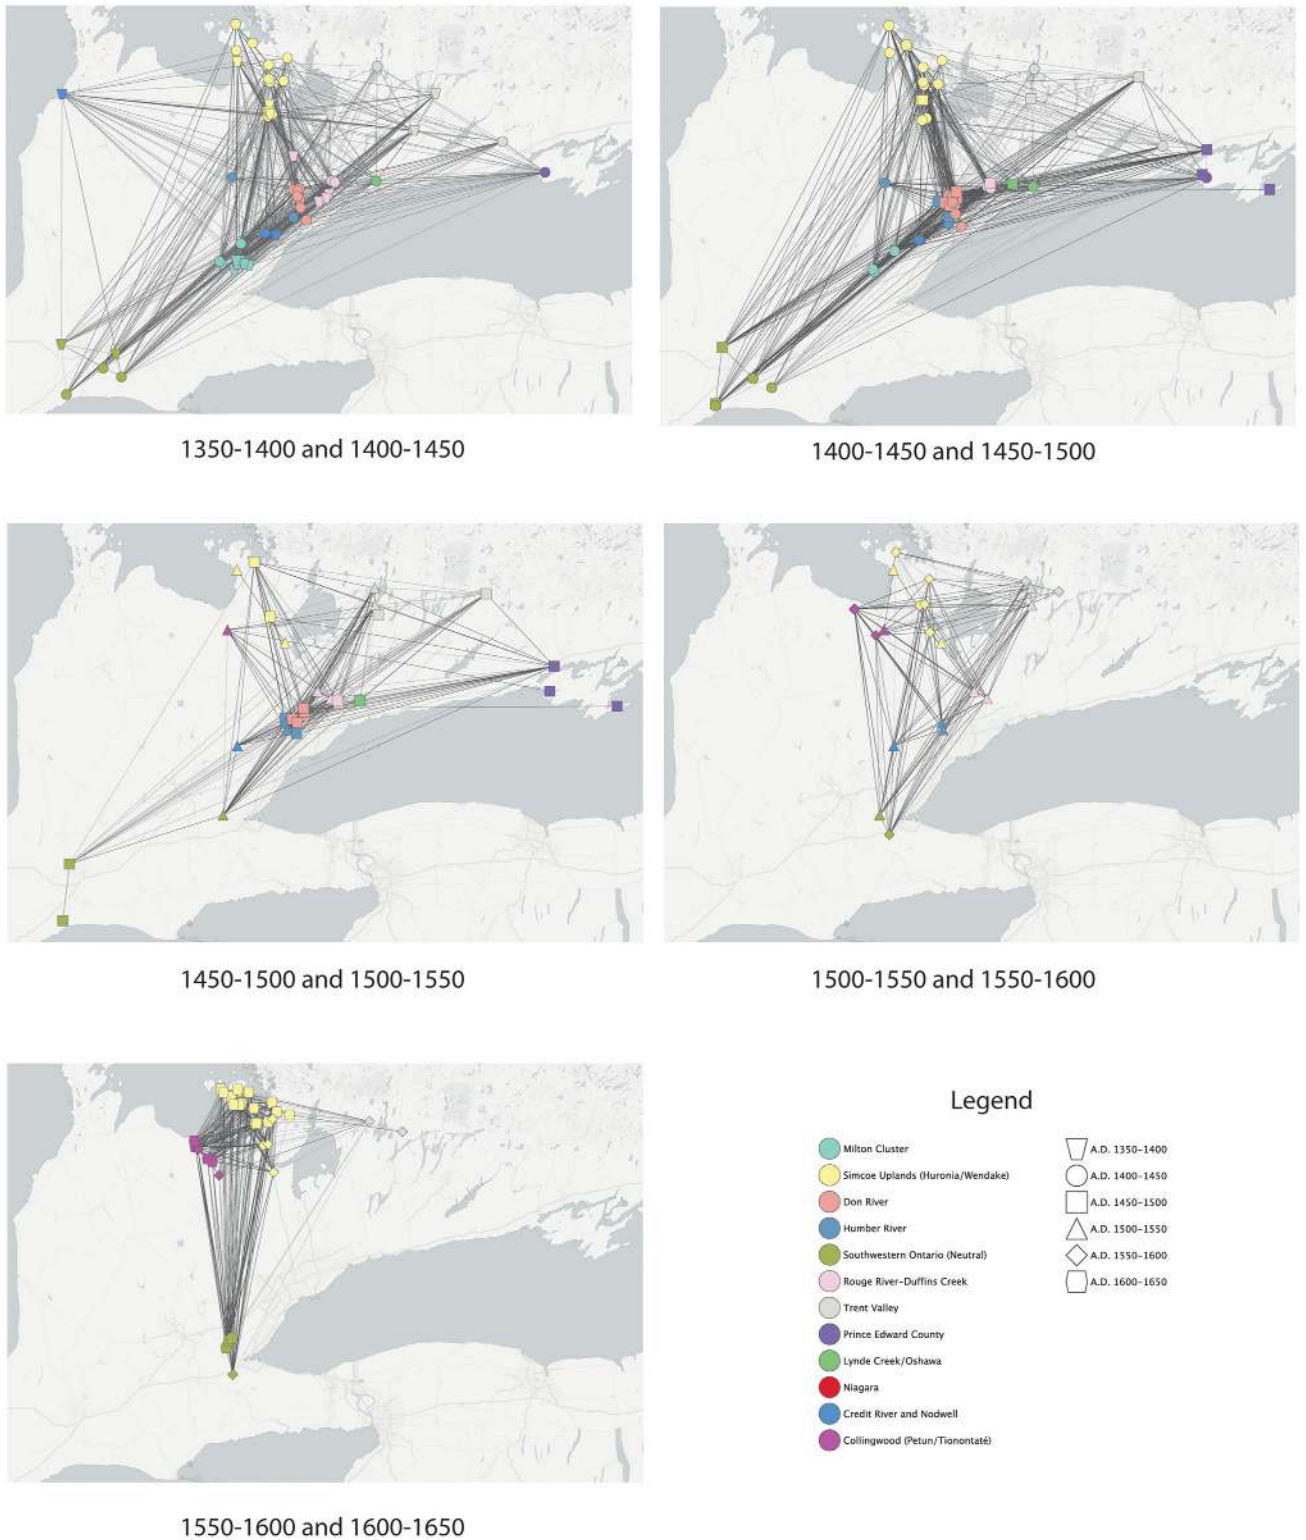 1350-1400 and 1400-1450
1400-1450 and 1450-1500
1450-1500 and 1500-1550
1500-1550 and 1550-1600
1550-1600 and 1600-1650
Legend
Milton Cluster
Simcoe Uplands (Huronia/Wendake)
Don River
Humber River
Southwestern Ontario (Neutral)
Rouge River-Duffins Creek
Trent Valley
Prince Edward County
Lynde Creek/Oshawa
Niagara
Credit River and Nodwell
Collingwood (Petun/Tionontaté)
A.D. 1350-1400
A.D. 1400-1450
A.D. 1450-1500
A.D. 1500-1550
A.D. 1550-1600
A.D. 1600-1650